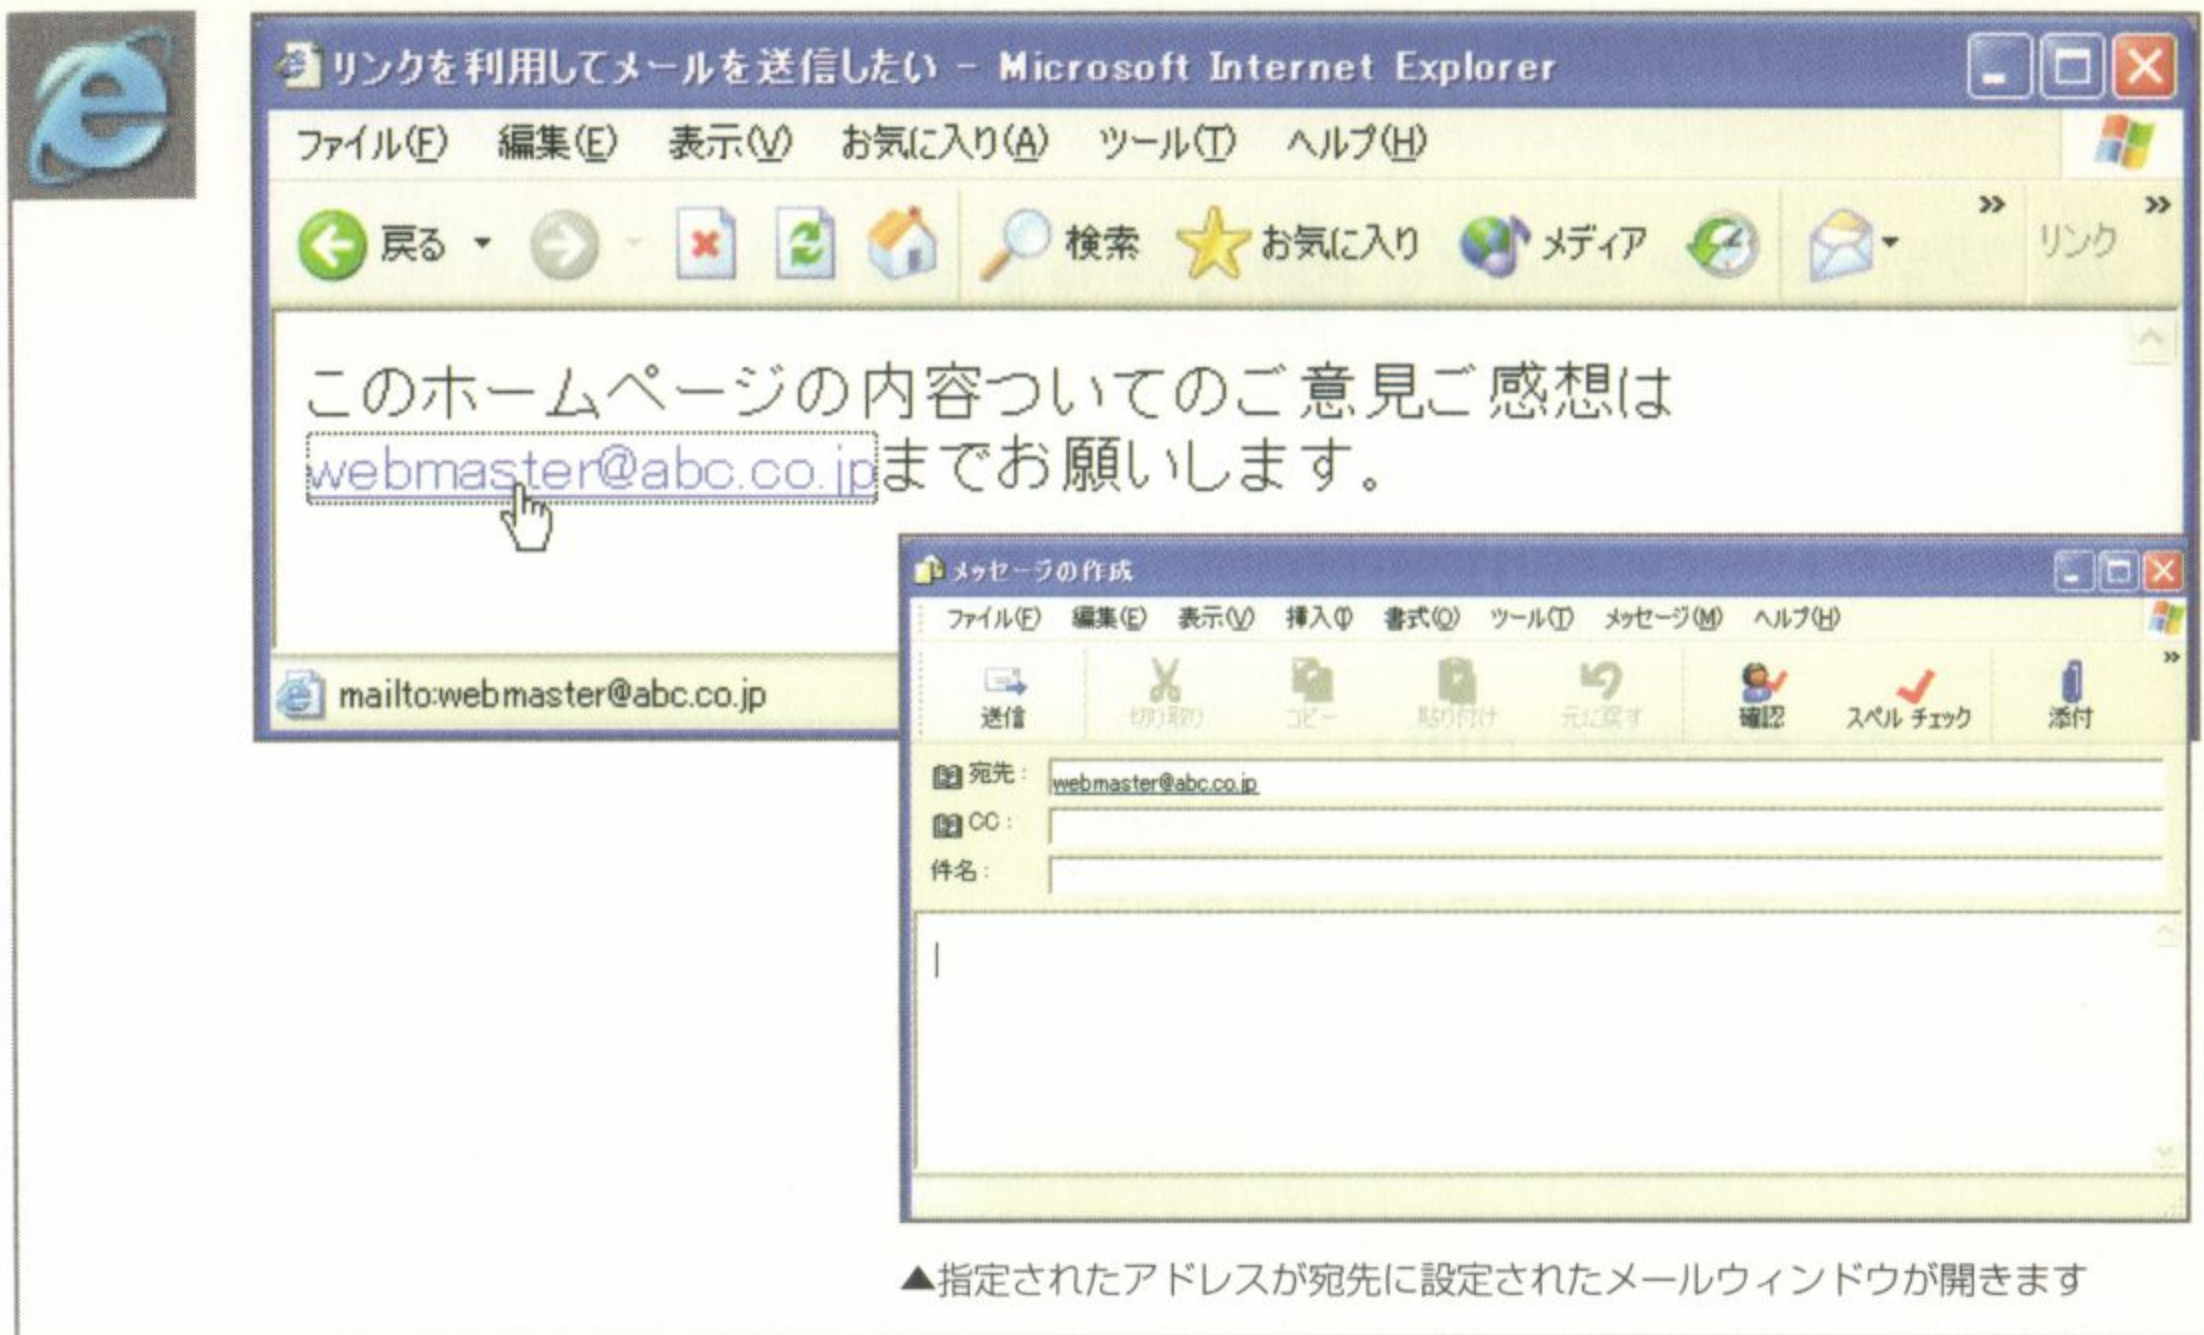 リンクを利用してメールを送信したい - Microsoft Internet Explorer
ファイル(F) 編集(E) 表示(V) お気に入り(A) ツール(T) ヘルプ(H)
戻る 検索 お気に入り メディア » リンク »
このホームページの内容ついてのご意見ご感想は
webmaster@abc.co.jpまでお願いします。
mailto:webmaster@abc.co.jp
メッセージの作成
ファイル(F) 編集(E) 表示(V) 挿入(I) 書式(O) ツール(T) メッセージ(M) ヘルプ(H)
送信 切り取り コピー 貼り付け 元に戻す 確認 スペル チェック 添付 »
宛先: webmaster@abc.co.jp
CC:
件名:
▲指定されたアドレスが宛先に設定されたメールウィンドウが開きます